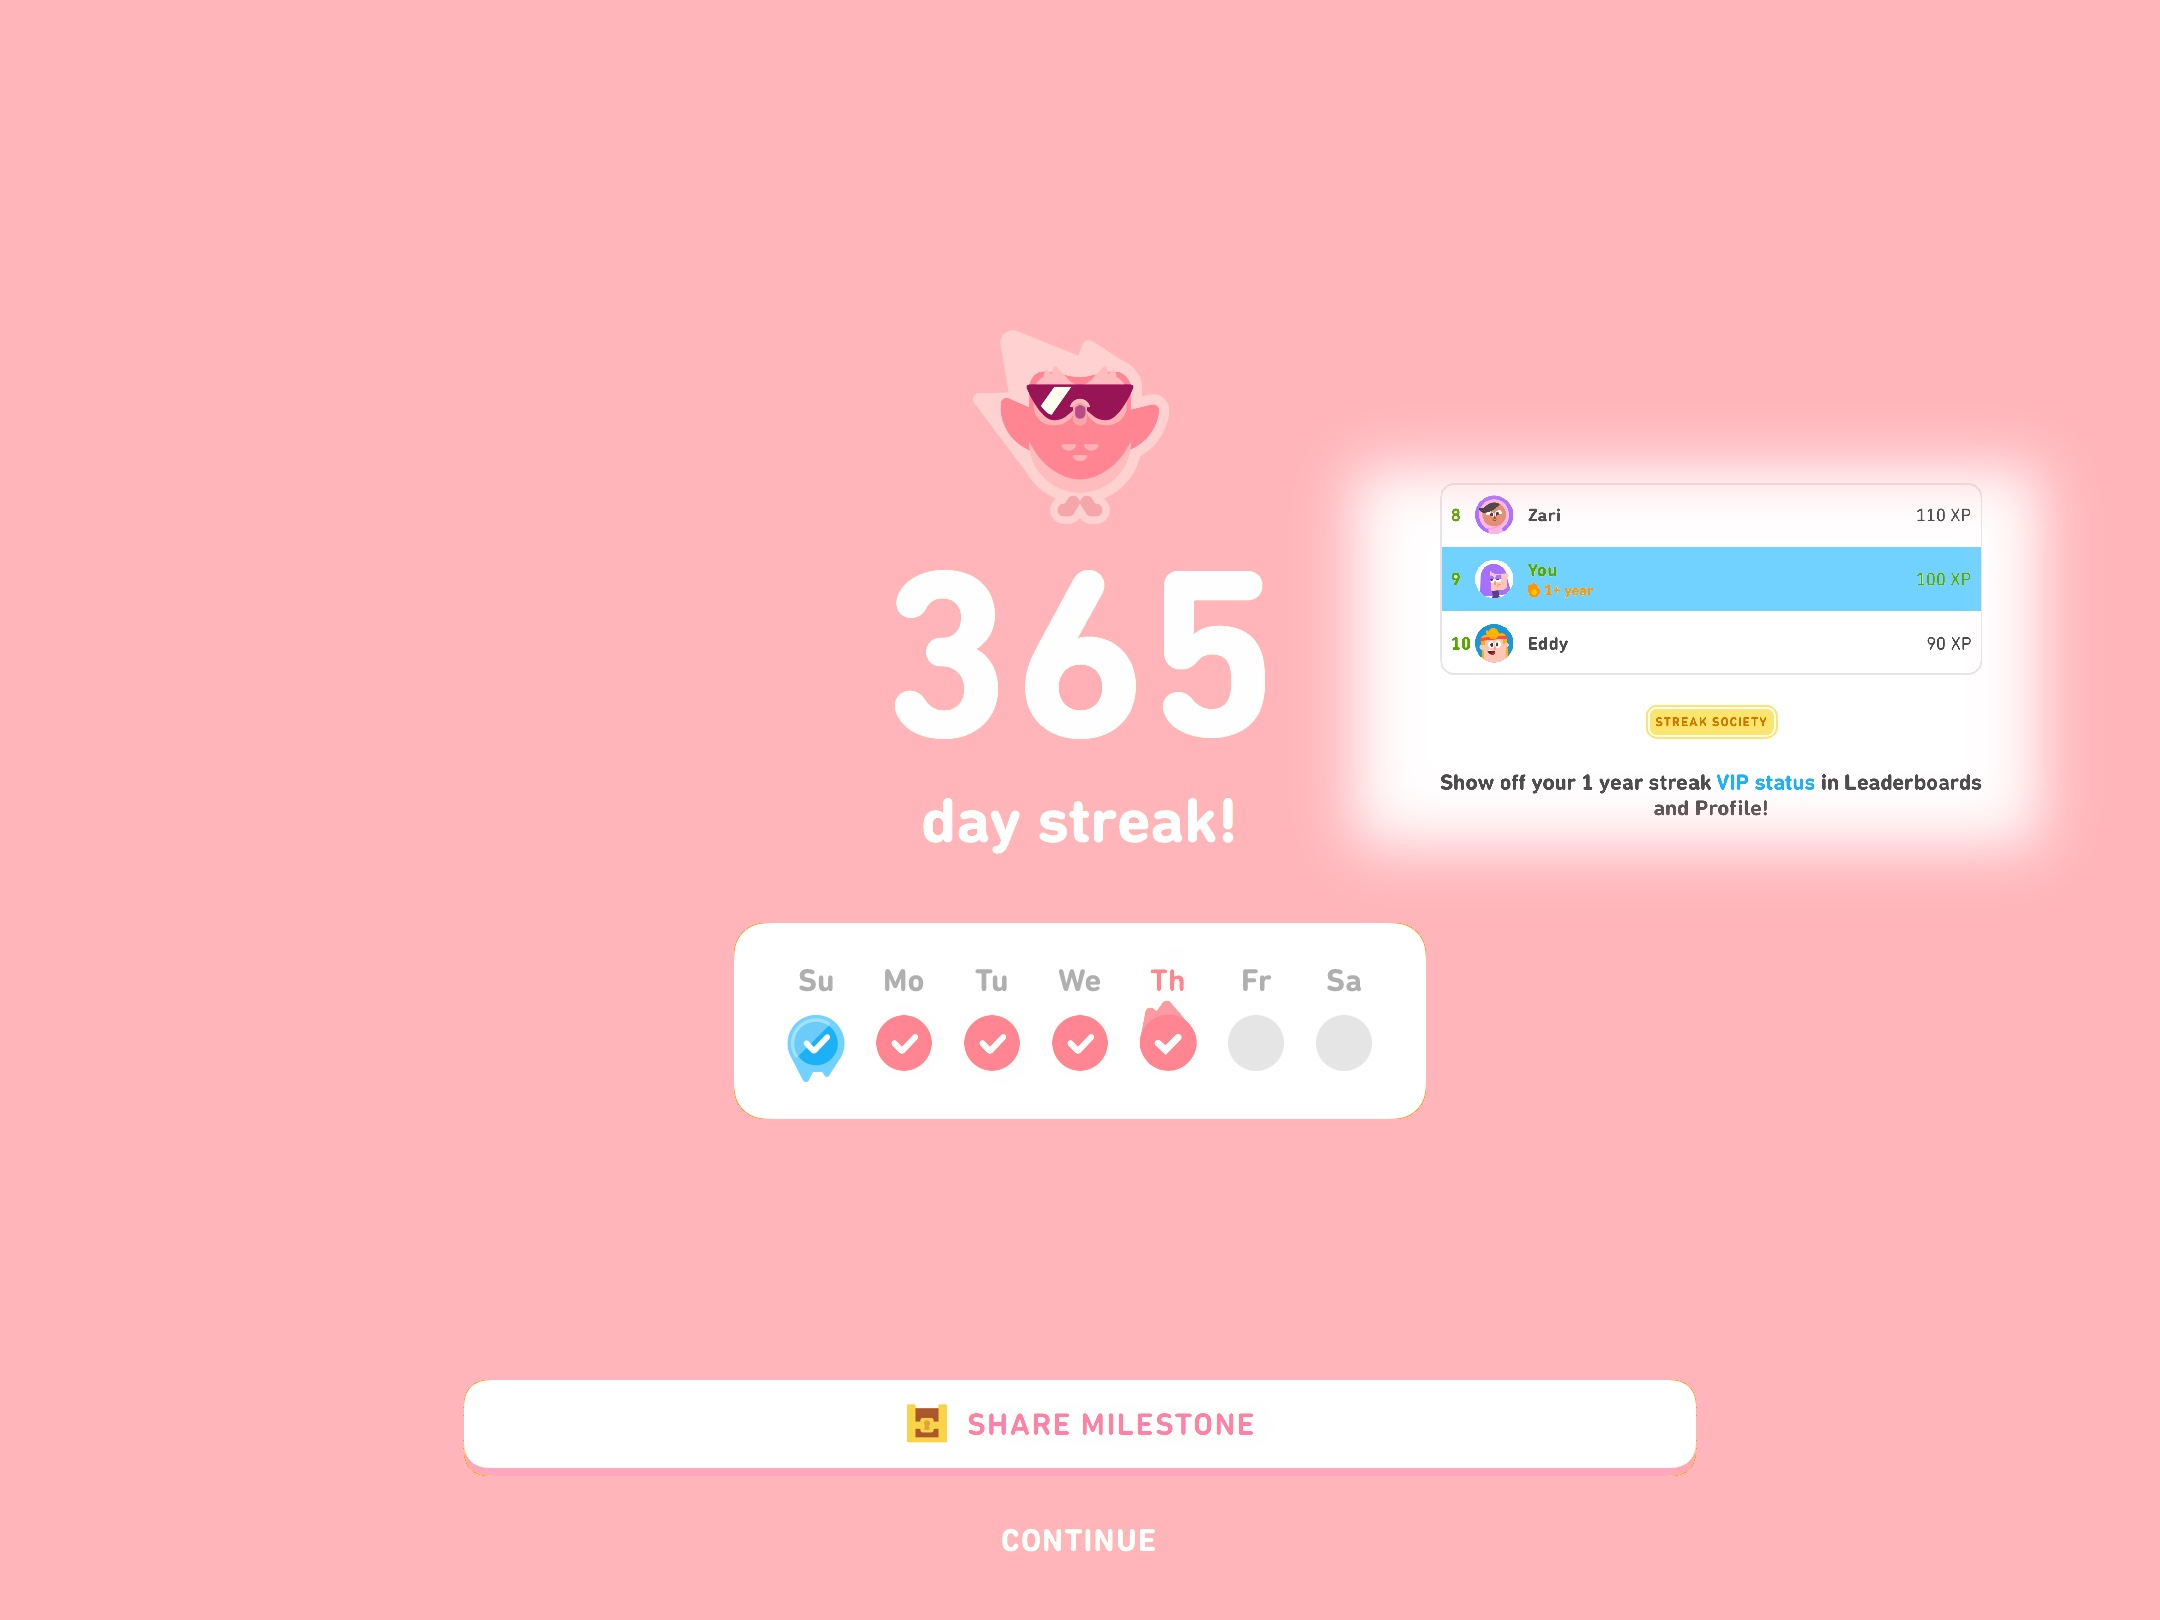 365
day streak!
Su Mo Tu We Th Fr Sa
8 Zari 110 XP
9 You 100 XP
1+ year
10 Eddy 90 XP
STREAK SOCIETY
Show off your 1 year streak VIP status in Leaderboards
and Profile!
SHARE MILESTONE
CONTINUE